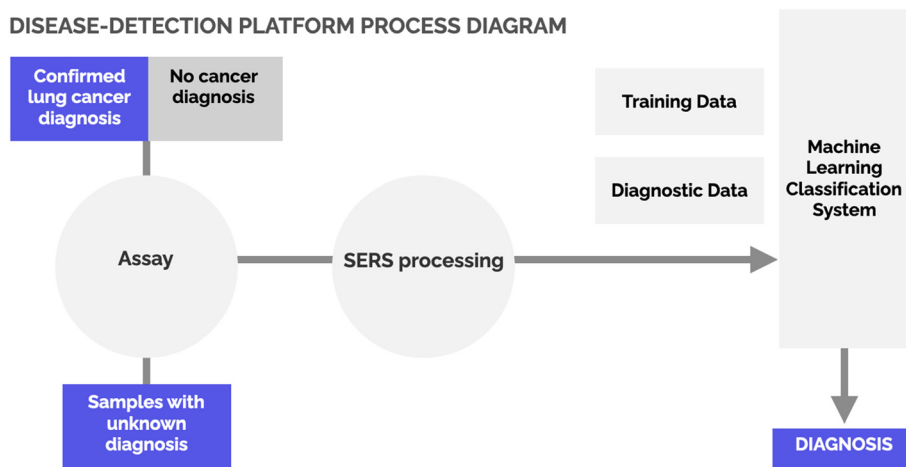 DISEASE-DETECTION PLATFORM PROCESS DIAGRAM
Confirmed
lung cancer
diagnosis
No cancer
diagnosis
Training Data
Diagnostic Data
Machine
Learning
Classification
System
Assay
SERS processing
Samples with
unknown
diagnosis
DIAGNOSIS